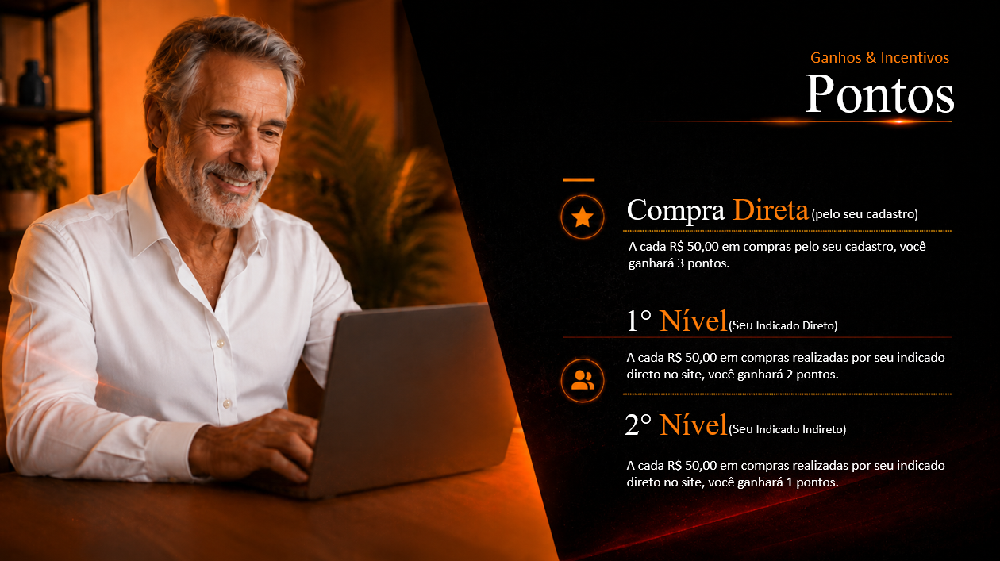 Ganhos & Incentivos
Pontos
Compra Direta (pelo seu cadastro)
A cada R$ 50,00 em compras pelo seu cadastro, você
ganhará 3 pontos.
1° Nível (Seu Indicado Direto)
A cada R$ 50,00 em compras realizadas por seu indicado
direto no site, você ganhará 2 pontos.
2° Nível (Seu Indicado Indireto)
A cada R$ 50,00 em compras realizadas por seu indicado
direto no site, você ganhará 1 pontos.